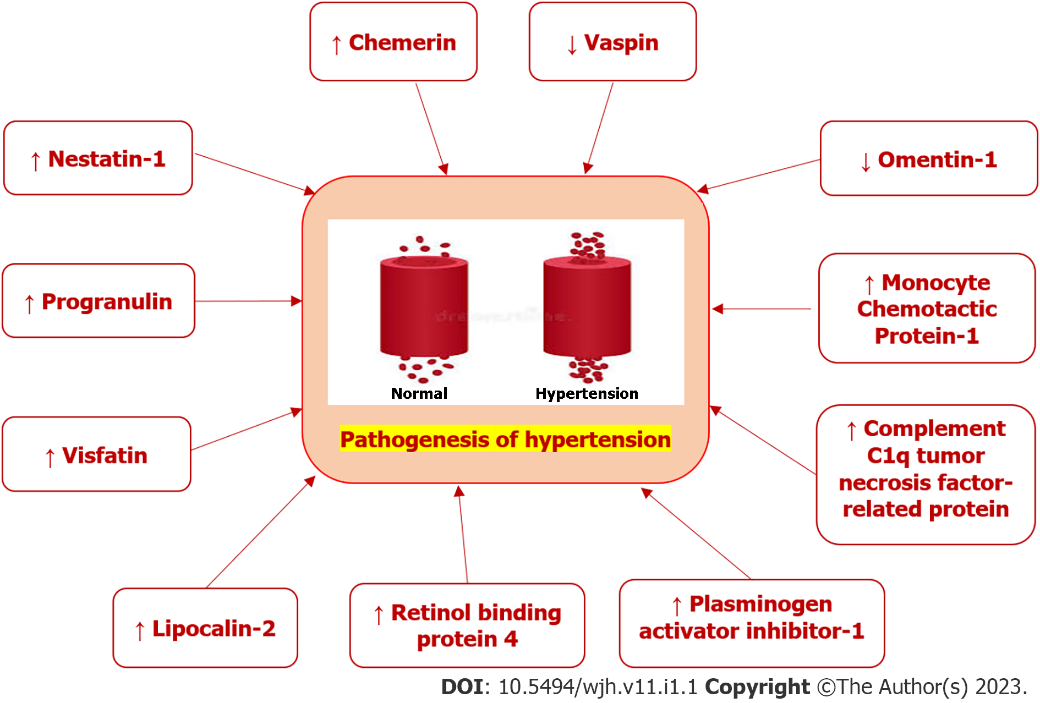 ↑ Chemerin
↓ Vaspin
↑ Nestatin-1
↓ Omentin-1
↑ Progranulin
↑ Monocyte
Chemotactic
Protein-1
Normal
Hypertension
Pathogenesis of hypertension
↑ Visfatin
↑ Complement
C1q tumor
necrosis factor-
related protein
↑ Lipocalin-2
↑ Retinol binding
protein 4
↑ Plasminogen
activator inhibitor-1
DOI: 10.5494/wjh.v11.i1.1 Copyright ©The Author(s) 2023.